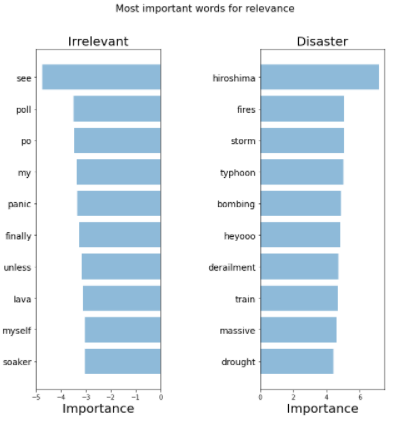 Most important words for relevance
Irrelevant
see
poll
po
my
panic
finally
unless
lava
myself
soaker
−5 −4 −3 −2 −1 0
Importance
Disaster
hiroshima
fires
storm
typhoon
bombing
heyooo
derailment
train
massive
drought
0 2 4 6
Importance